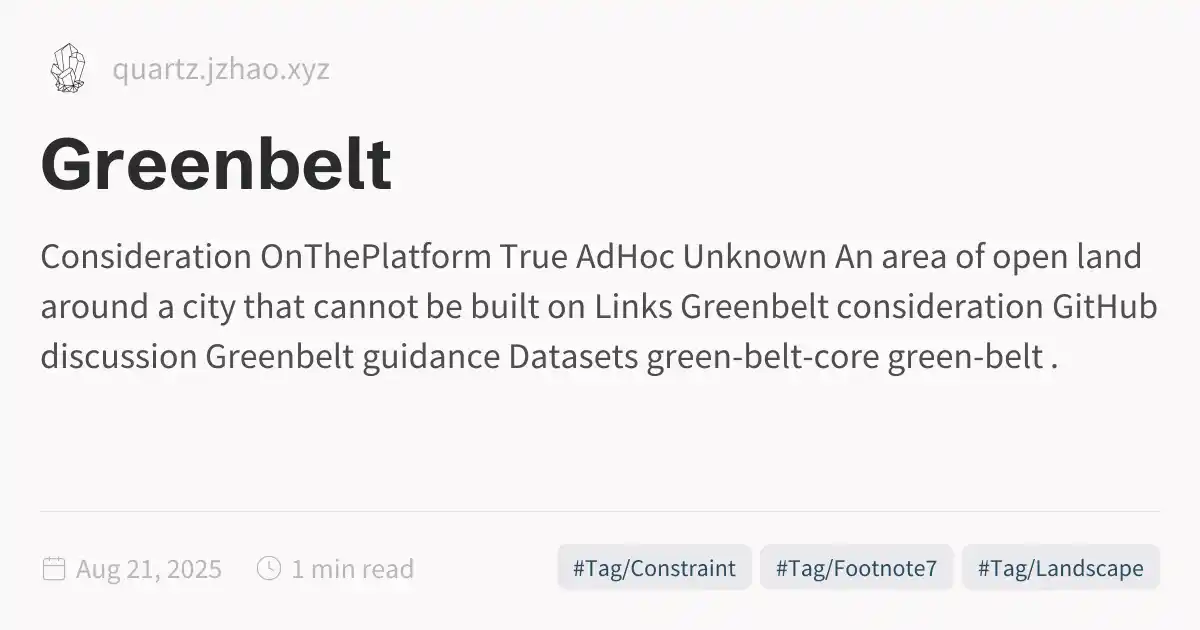 quartz.jzhao.xyz
Greenbelt
Consideration OnThePlatform True AdHoc Unknown An area of open land
around a city that cannot be built on Links Greenbelt consideration GitHub
discussion Greenbelt guidance Datasets green-belt-core green-belt .
Aug 21, 2025 1 min read #Tag/Constraint #Tag/Footnote7 #Tag/Landscape